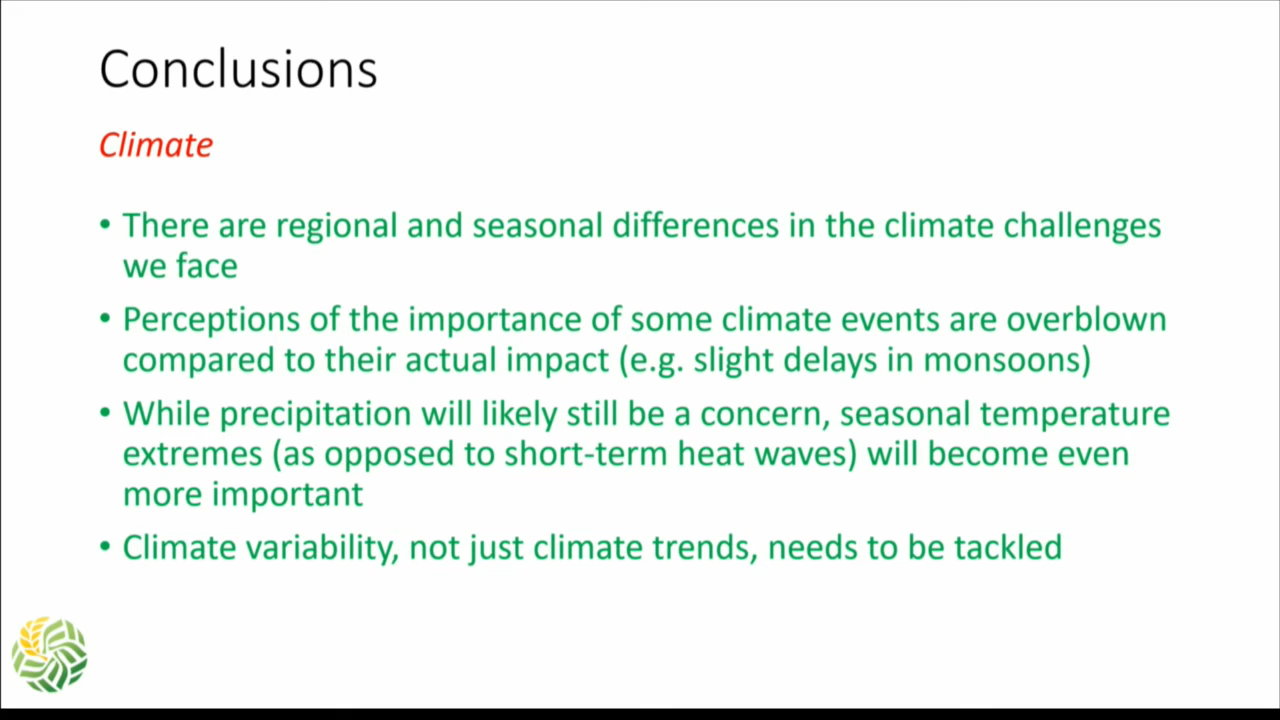 Conclusions
Climate
• There are regional and seasonal differences in the climate challenges
we face
• Perceptions of the importance of some climate events are overblown
compared to their actual impact (e.g. slight delays in monsoons)
• While precipitation will likely still be a concern, seasonal temperature
extremes (as opposed to short-term heat waves) will become even
more important
• Climate variability, not just climate trends, needs to be tackled